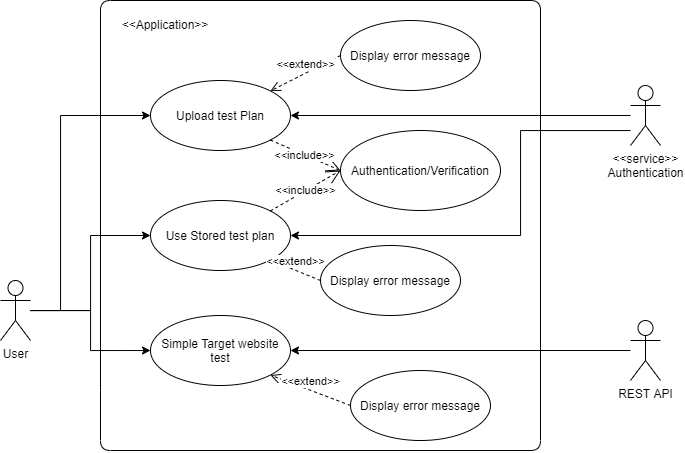 <<Application>>
Display error message
<<extend>>
Upload test Plan
<<include>>
Authentication/Verification
<<service>>
Authentication
<<include>>
Use Stored test plan
<<extend>>
Display error message
User
Simple Target website
test
<<extend>>
REST API
Display error message